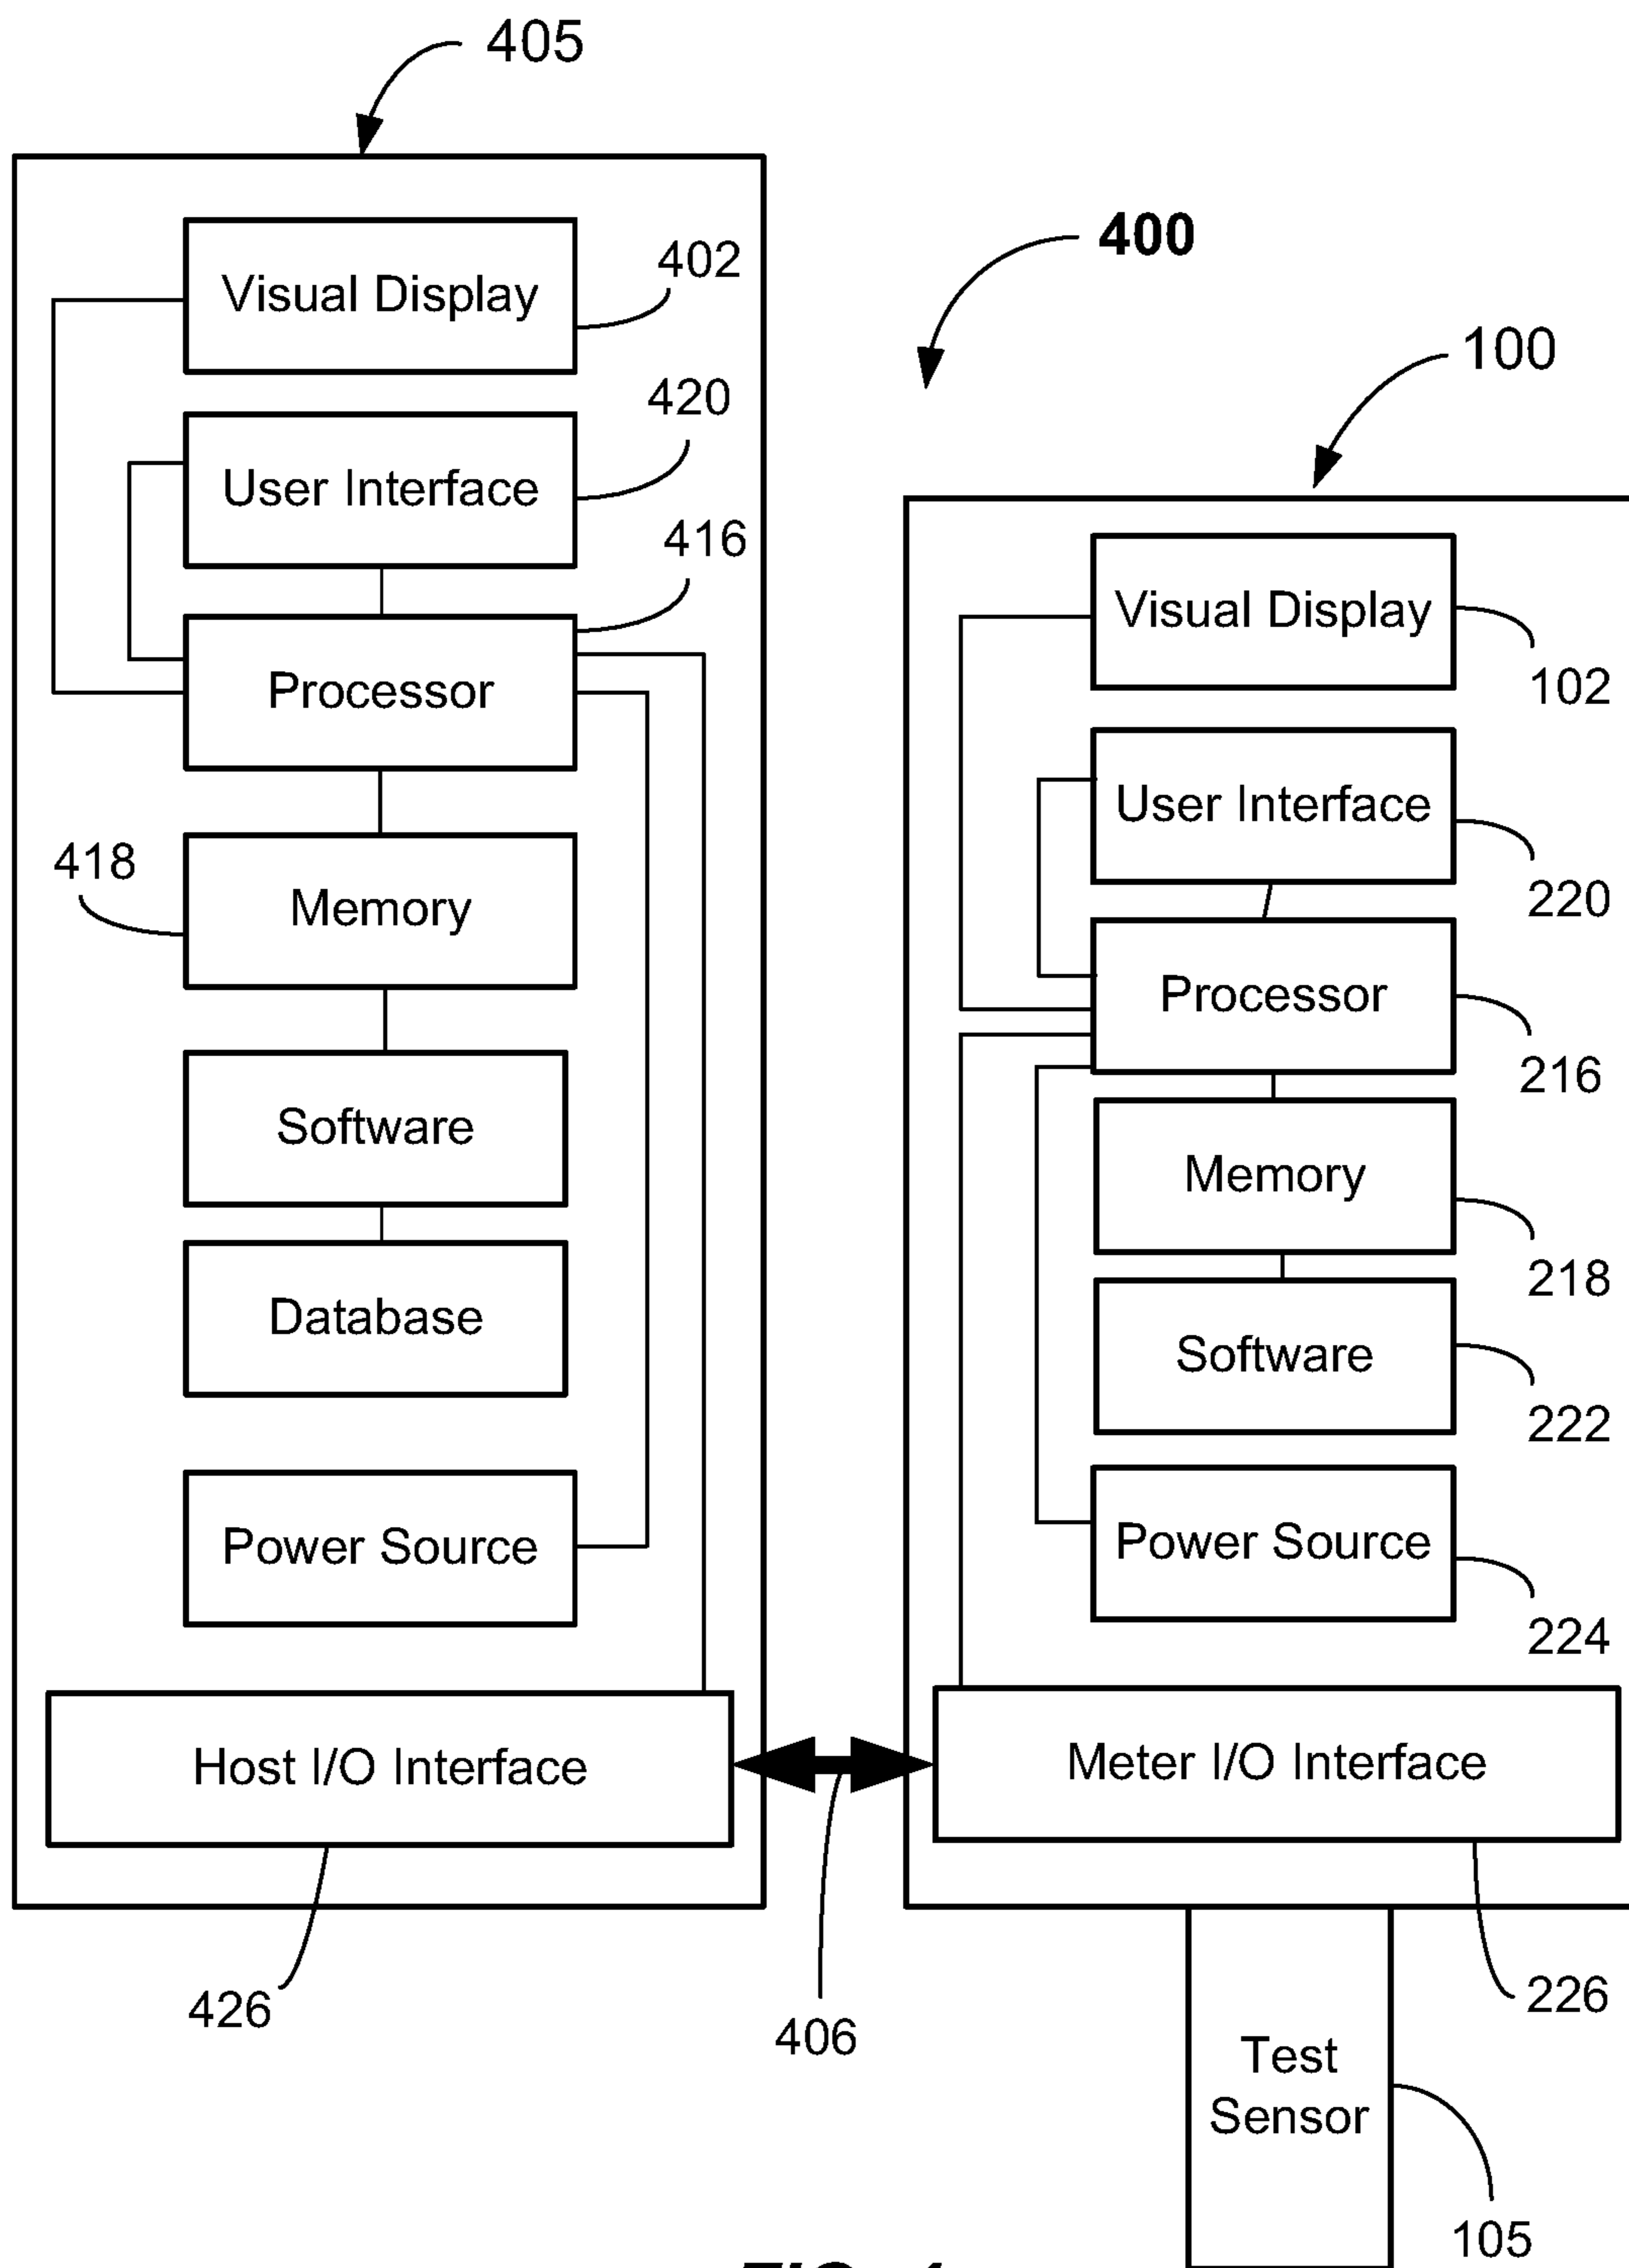 405
400
100
Visual Display
402
User Interface
420
Processor
416
Memory
418
Software
Database
Power Source
Host I/O Interface
426
406
Visual Display
102
User Interface
220
Processor
216
Memory
218
Software
222
Power Source
224
Meter I/O Interface
226
Test
Sensor
105